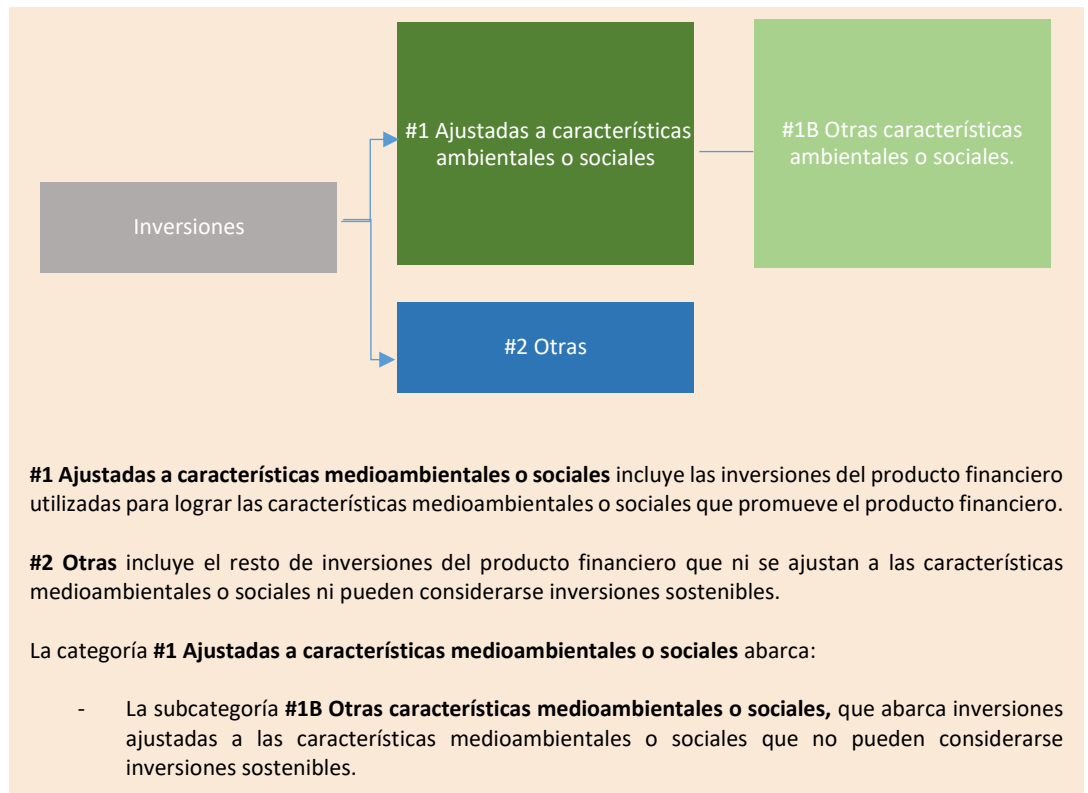 #1 Ajustadas a características
ambientales o sociales
#1B Otras características
ambientales o sociales.
Inversiones
#2 Otras
#1 Ajustadas a características medioambientales o sociales incluye las inversiones del producto financiero
utilizadas para lograr las características medioambientales o sociales que promueve el producto financiero.
#2 Otras incluye el resto de inversiones del producto financiero que ni se ajustan a las características
medioambientales o sociales ni pueden considerarse inversiones sostenibles.
La categoría #1 Ajustadas a características medioambientales o sociales abarca:
- La subcategoría #1B Otras características medioambientales o sociales, que abarca inversiones
ajustadas a las características medioambientales o sociales que no pueden considerarse
inversiones sostenibles.